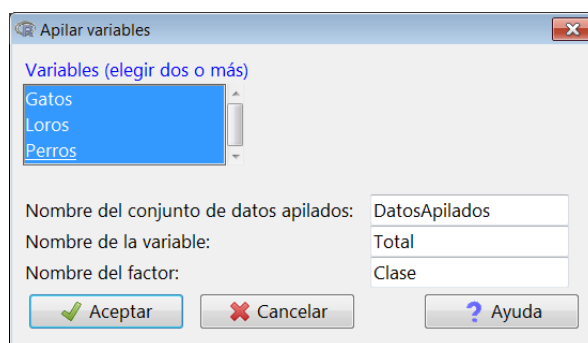 Apilar variables
Variables (elegir dos o más)
Gatos
Loros
Perros
Nombre del conjunto de datos apilados: DatosApilados
Nombre de la variable: Total
Nombre del factor: Clase
Aceptar Cancelar ? Ayuda